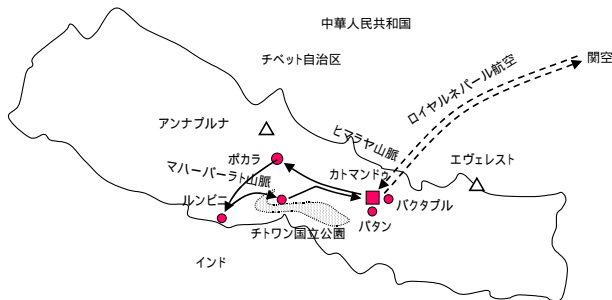 中華人民共和国
チベット自治区
関空
ロイヤルネパール航空
アンナプルナ
ヒマラヤ山脈
エヴェレスト
ポカラ
カトマンドゥ
マハーバーラト山脈
ルンビニ
バクタプル
パタン
チトワン国立公園
インド